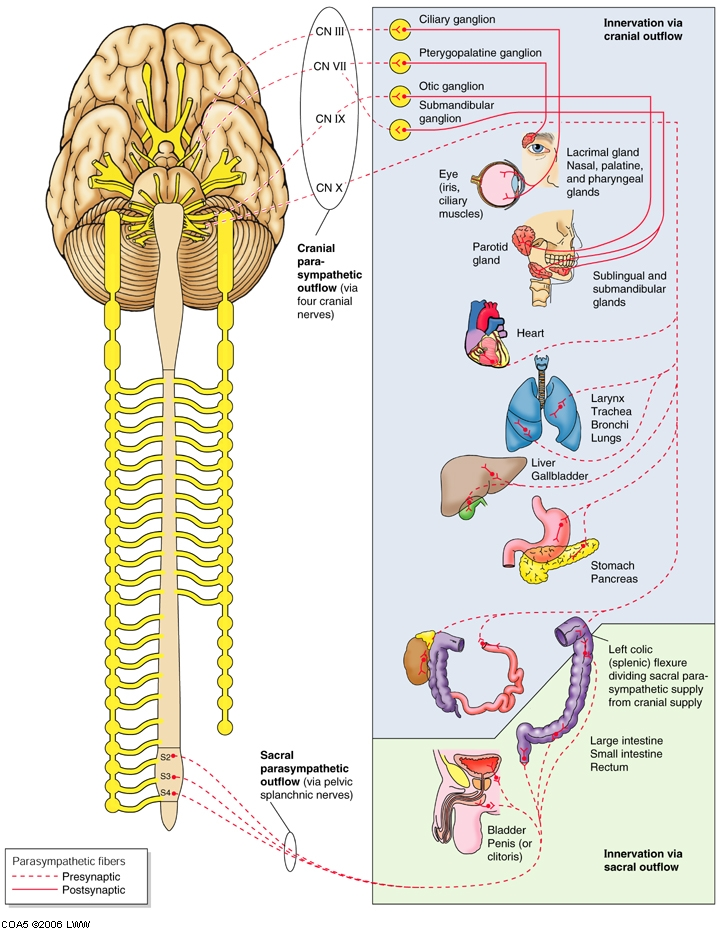 Ciliary ganglion
Innervation via
cranial outflow
CN III
Pterygopalatine ganglion
CN VII
Otic ganglion
Submandibular
ganglion
CN IX
CN X
Lacrimal gland
Nasal, palatine,
and pharyngeal
glands
Eye
(iris,
ciliary
muscles)
Cranial
para-
sympathetic
outflow (via
four cranial
nerves)
Parotid
gland
Sublingual and
submandibular
glands
Heart
Larynx
Trachea
Bronchi
Lungs
Liver
Gallbladder
Stomach
Pancreas
Left colic
(splenic) flexure
dividing sacral para-
sympathetic supply
from cranial supply
Large intestine
Small intestine
Rectum
Sacral
parasympathetic
outflow (via pelvic
splanchnic nerves)
S2
S3
S4
Bladder
Penis (or
clitoris)
Innervation via
sacral outflow
Parasympathetic fibers
Presynaptic
Postsynaptic
COA5 ©2006 LWW